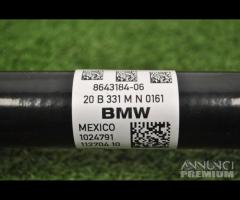 8643184-06
20 B 331 M N 0161
BMW
MEXICO
1024791
112704 10
ANNUNCI
PREMIUM